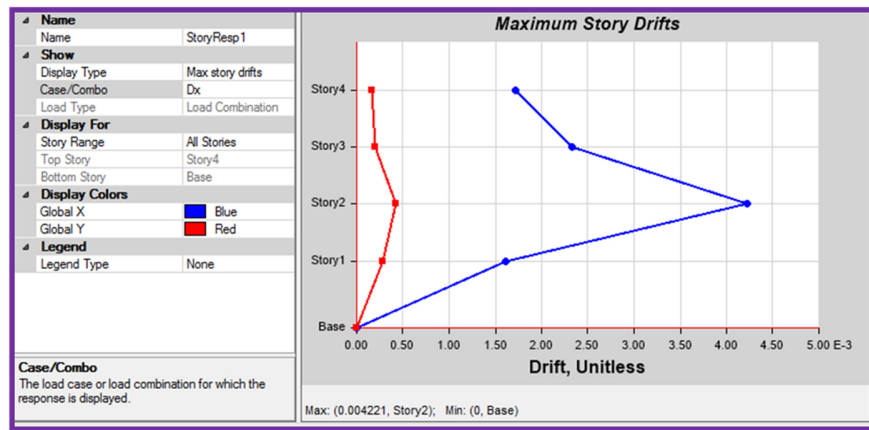 Name
Name StoryResp1
Show
Display Type Max story drifts
Case/Combo Dx
Load Type Load Combination
Display For
Story Range All Stories
Top Story Story4
Bottom Story Base
Display Colors
Global X Blue
Global Y Red
Legend
Legend Type None
Case/Combo
The load case or load combination for which the
response is displayed.
Maximum Story Drifts
Story4
Story3
Story2
Story1
Base
0.00 0.50 1.00 1.50 2.00 2.50 3.00 3.50 4.00 4.50 5.00 E-3
Drift, Unitless
Max: (0.004221, Story2); Min: (0, Base)